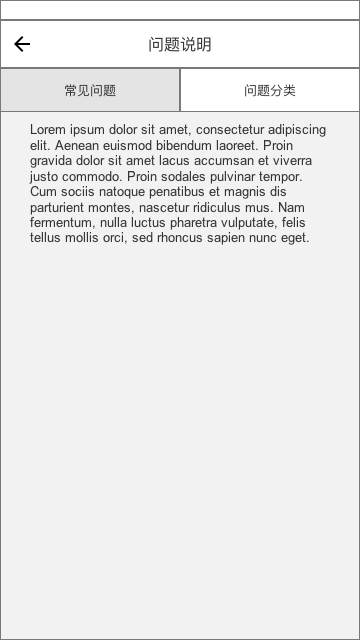 问题说明
常见问题
问题分类
Lorem ipsum dolor sit amet, consectetur adipiscing
elit. Aenean euismod bibendum laoreet. Proin
gravida dolor sit amet lacus accumsan et viverra
justo commodo. Proin sodales pulvinar tempor.
Cum sociis natoque penatibus et magnis dis
parturient montes, nascetur ridiculus mus. Nam
fermentum, nulla luctus pharetra vulputate, felis
tellus mollis orci, sed rhoncus sapien nunc eget.